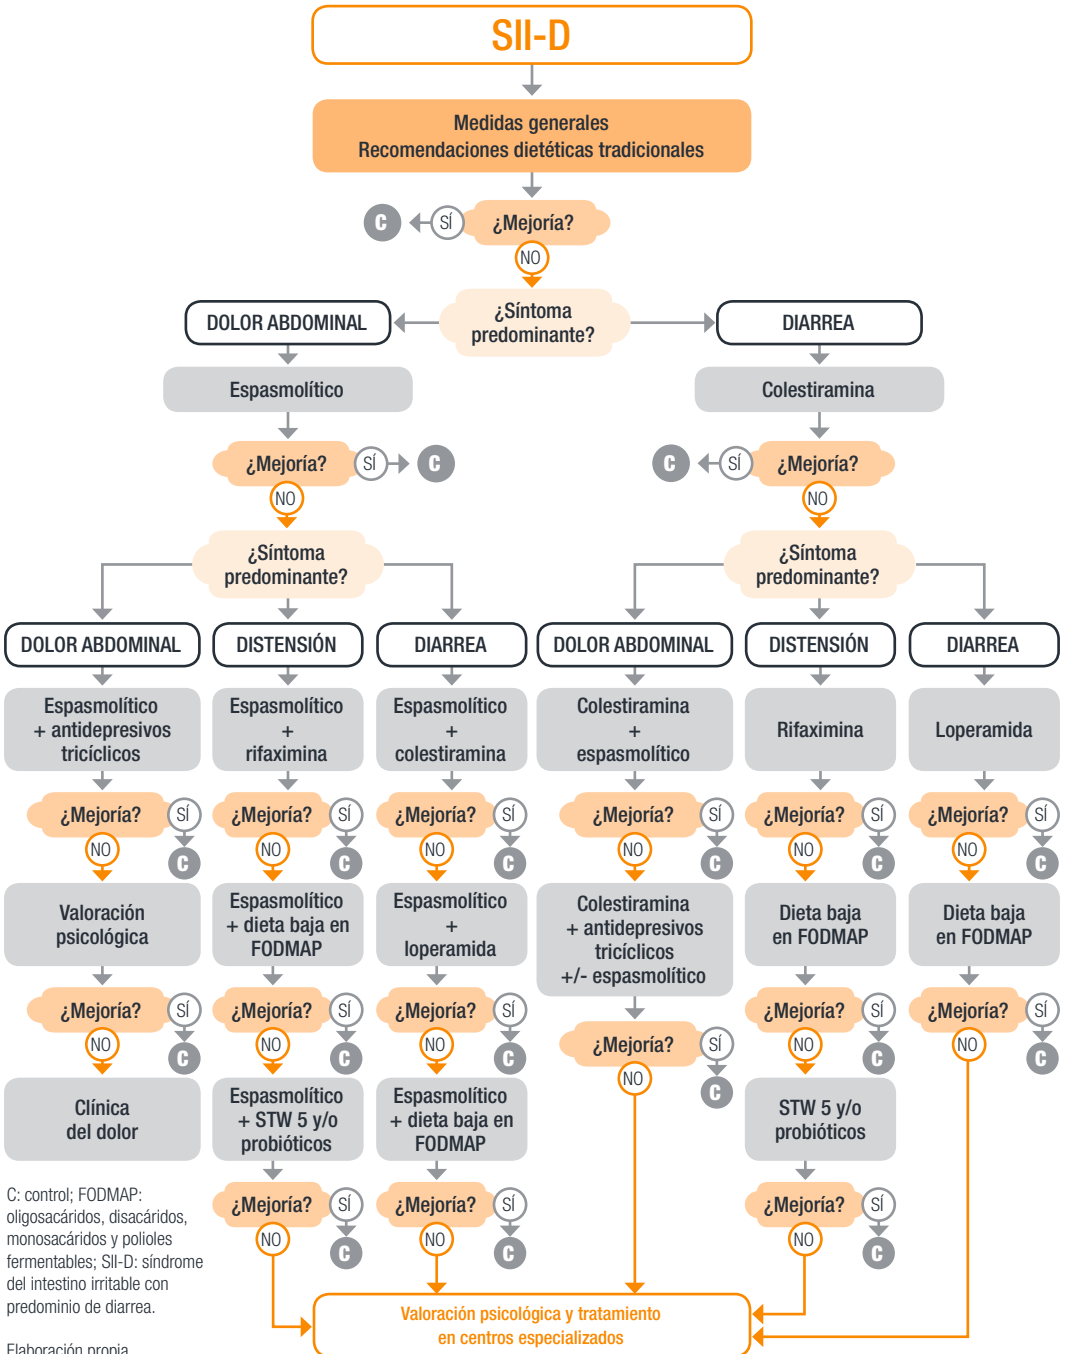 SII-D
Medidas generales
Recomendaciones dietéticas tradicionales
C
SÍ
¿Mejoría?
NO
¿Síntoma
predominante?
DOLOR ABDOMINAL
DIARREA
Espasmolítico
Colestiramina
¿Mejoría?
SÍ
C
NO
C
SÍ
¿Mejoría?
NO
¿Síntoma
predominante?
¿Síntoma
predominante?
DOLOR ABDOMINAL
DISTENSIÓN
DIARREA
DOLOR ABDOMINAL
DISTENSIÓN
DIARREA
Espasmolítico
+ antidepresivos
tricíclicos
Espasmolítico
+
rifaximina
Espasmolítico
+
colestiramina
Colestiramina
+
espasmolítico
Rifaximina
Loperamida
¿Mejoría?
SÍ
NO
C
¿Mejoría?
SÍ
NO
C
¿Mejoría?
SÍ
NO
C
¿Mejoría?
SÍ
NO
C
¿Mejoría?
SÍ
NO
C
¿Mejoría?
SÍ
NO
C
Valoración
psicológica
Espasmolítico
+ dieta baja en
FODMAP
Espasmolítico
+
loperamida
Colestiramina
+ antidepresivos
tricíclicos
+/- espasmolítico
Dieta baja
en FODMAP
Dieta baja
en FODMAP
¿Mejoría?
SÍ
NO
C
¿Mejoría?
SÍ
NO
C
¿Mejoría?
SÍ
NO
C
¿Mejoría?
SÍ
NO
C
¿Mejoría?
SÍ
NO
C
¿Mejoría?
SÍ
NO
C
Clínica
del dolor
Espasmolítico
+ STW 5 y/o
probióticos
Espasmolítico
+ dieta baja en
FODMAP
STW 5 y/o
probióticos
¿Mejoría?
SÍ
NO
C
¿Mejoría?
SÍ
NO
C
¿Mejoría?
SÍ
NO
C
Valoración psicológica y tratamiento
en centros especializados
C: control; FODMAP:
oligosacáridos, disacáridos,
monosacáridos y polioles
fermentables; SII-D: síndrome
del intestino irritable con
predominio de diarrea.
Elaboración propia